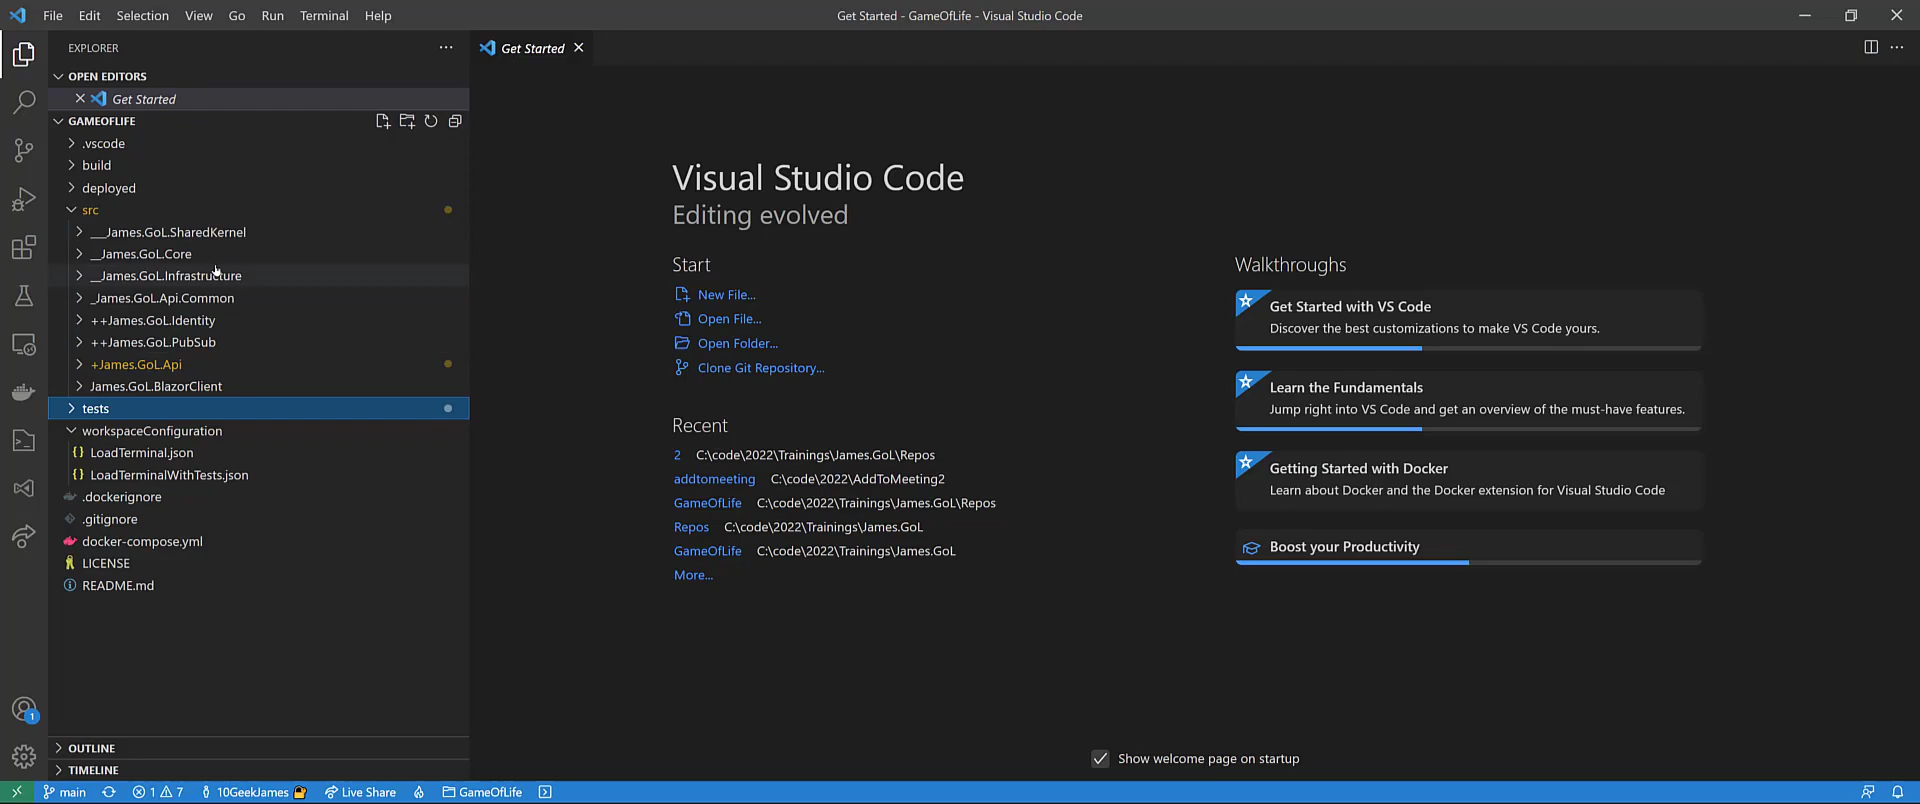 File Edit Selection View Go Run Terminal Help
Get Started - GameOfLife - Visual Studio Code
EXPLORER
OPEN EDITORS
Get Started
GAMEOFLIFE
.vscode
build
deployed
src
___James.GoL.SharedKernel
__James.GoL.Core
__James.GoL.Infrastructure
_James.GoL.Api.Common
++James.GoL.Identity
++James.GoL.PubSub
+James.GoL.Api
James.GoL.BlazorClient
tests
workspaceConfiguration
LoadTerminal.json
LoadTerminalWithTests.json
.dockerignore
.gitignore
docker-compose.yml
LICENSE
README.md
OUTLINE
TIMELINE
Get Started
Visual Studio Code
Editing evolved
Start
New File...
Open File...
Open Folder...
Clone Git Repository...
Recent
2 C:\code\2022\Trainings\James.GoL\Repos
addtomeeting C:\code\2022\AddToMeeting2
GameOfLife C:\code\2022\Trainings\James.GoL\Repos
Repos C:\code\2022\Trainings\James.GoL
GameOfLife C:\code\2022\Trainings\James.GoL
More...
Walkthroughs
Get Started with VS Code
Discover the best customizations to make VS Code yours.
Learn the Fundamentals
Jump right into VS Code and get an overview of the must-have features.
Getting Started with Docker
Learn about Docker and the Docker extension for Visual Studio Code
Boost your Productivity
Show welcome page on startup
1
main 1 7 10GeekJames Live Share GameOfLife